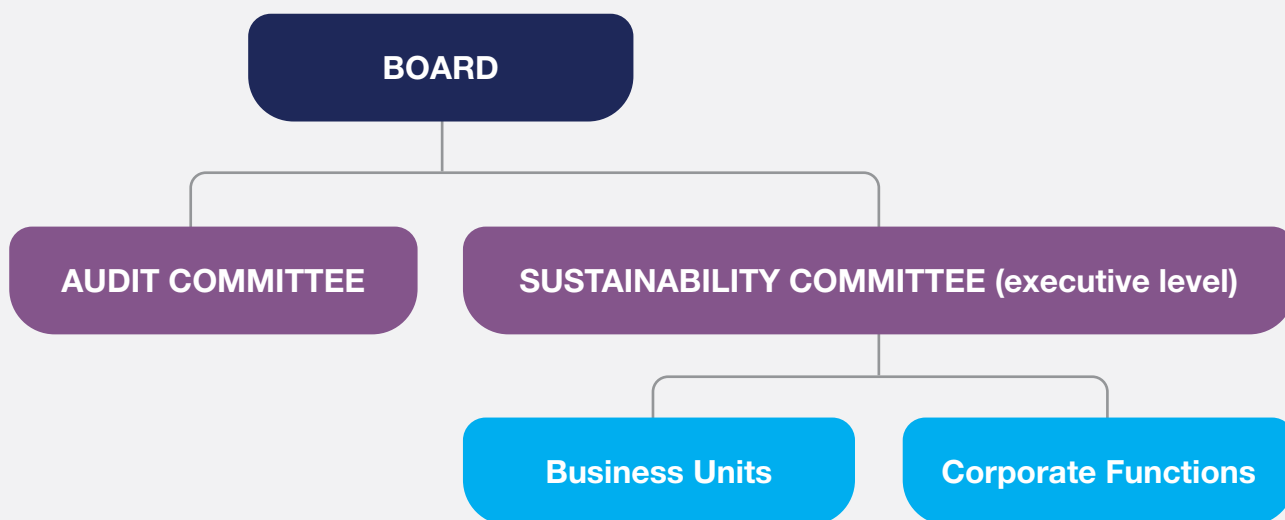 BOARD
AUDIT COMMITTEE
SUSTAINABILITY COMMITTEE (executive level)
Business Units
Corporate Functions